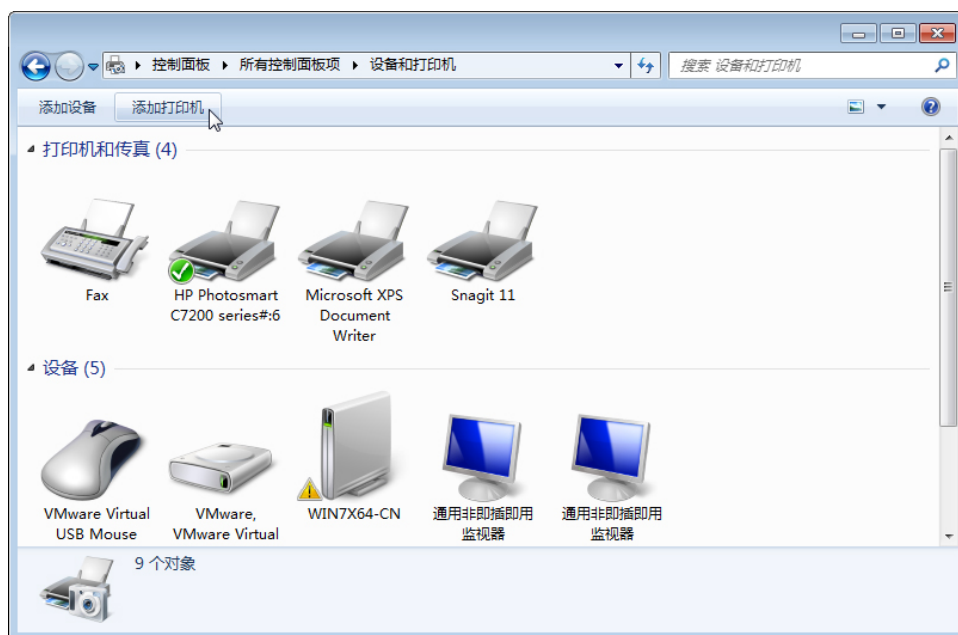 控制面板 ▸ 所有控制面板项 ▸ 设备和打印机
搜索 设备和打印机
添加设备
添加打印机
打印机和传真 (4)
Fax
HP Photosmart
C7200 series#:6
Microsoft XPS
Document
Writer
Snagit 11
设备 (5)
VMware Virtual
USB Mouse
VMware,
VMware Virtual
WIN7X64-CN
通用非即插即用
监视器
通用非即插即用
监视器
9 个对象